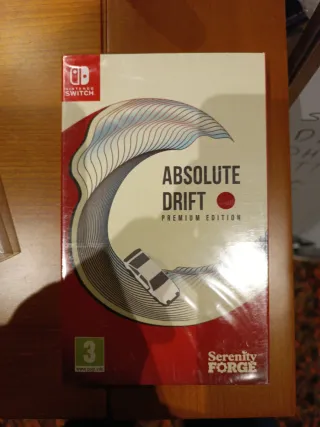 NINTENDO
SWITCH
ABSOLUTE
DRIFT
PREMIUM EDITION
3
Serenity
FORGE